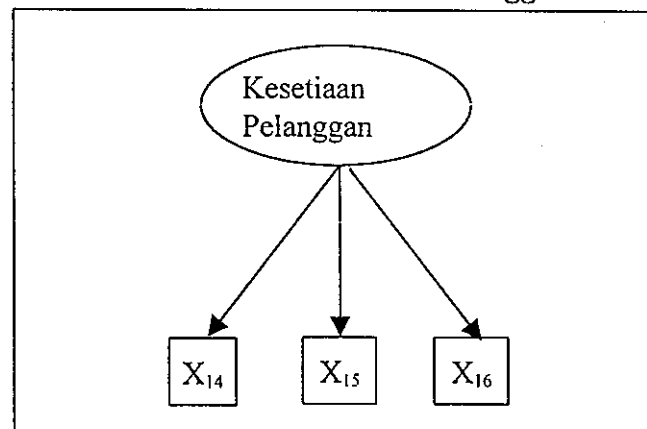 Kesetiaan
Pelanggan
X₁₄ X₁₅ X₁₆